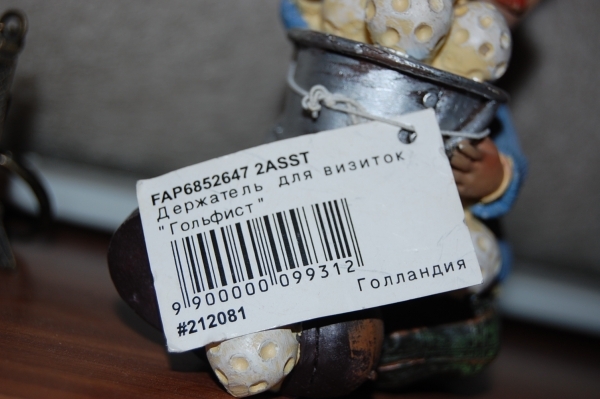 FAP6852647 2ASST
Держатель для визиток
"Гольфист"
9 900000 099312
Голландия
#212081